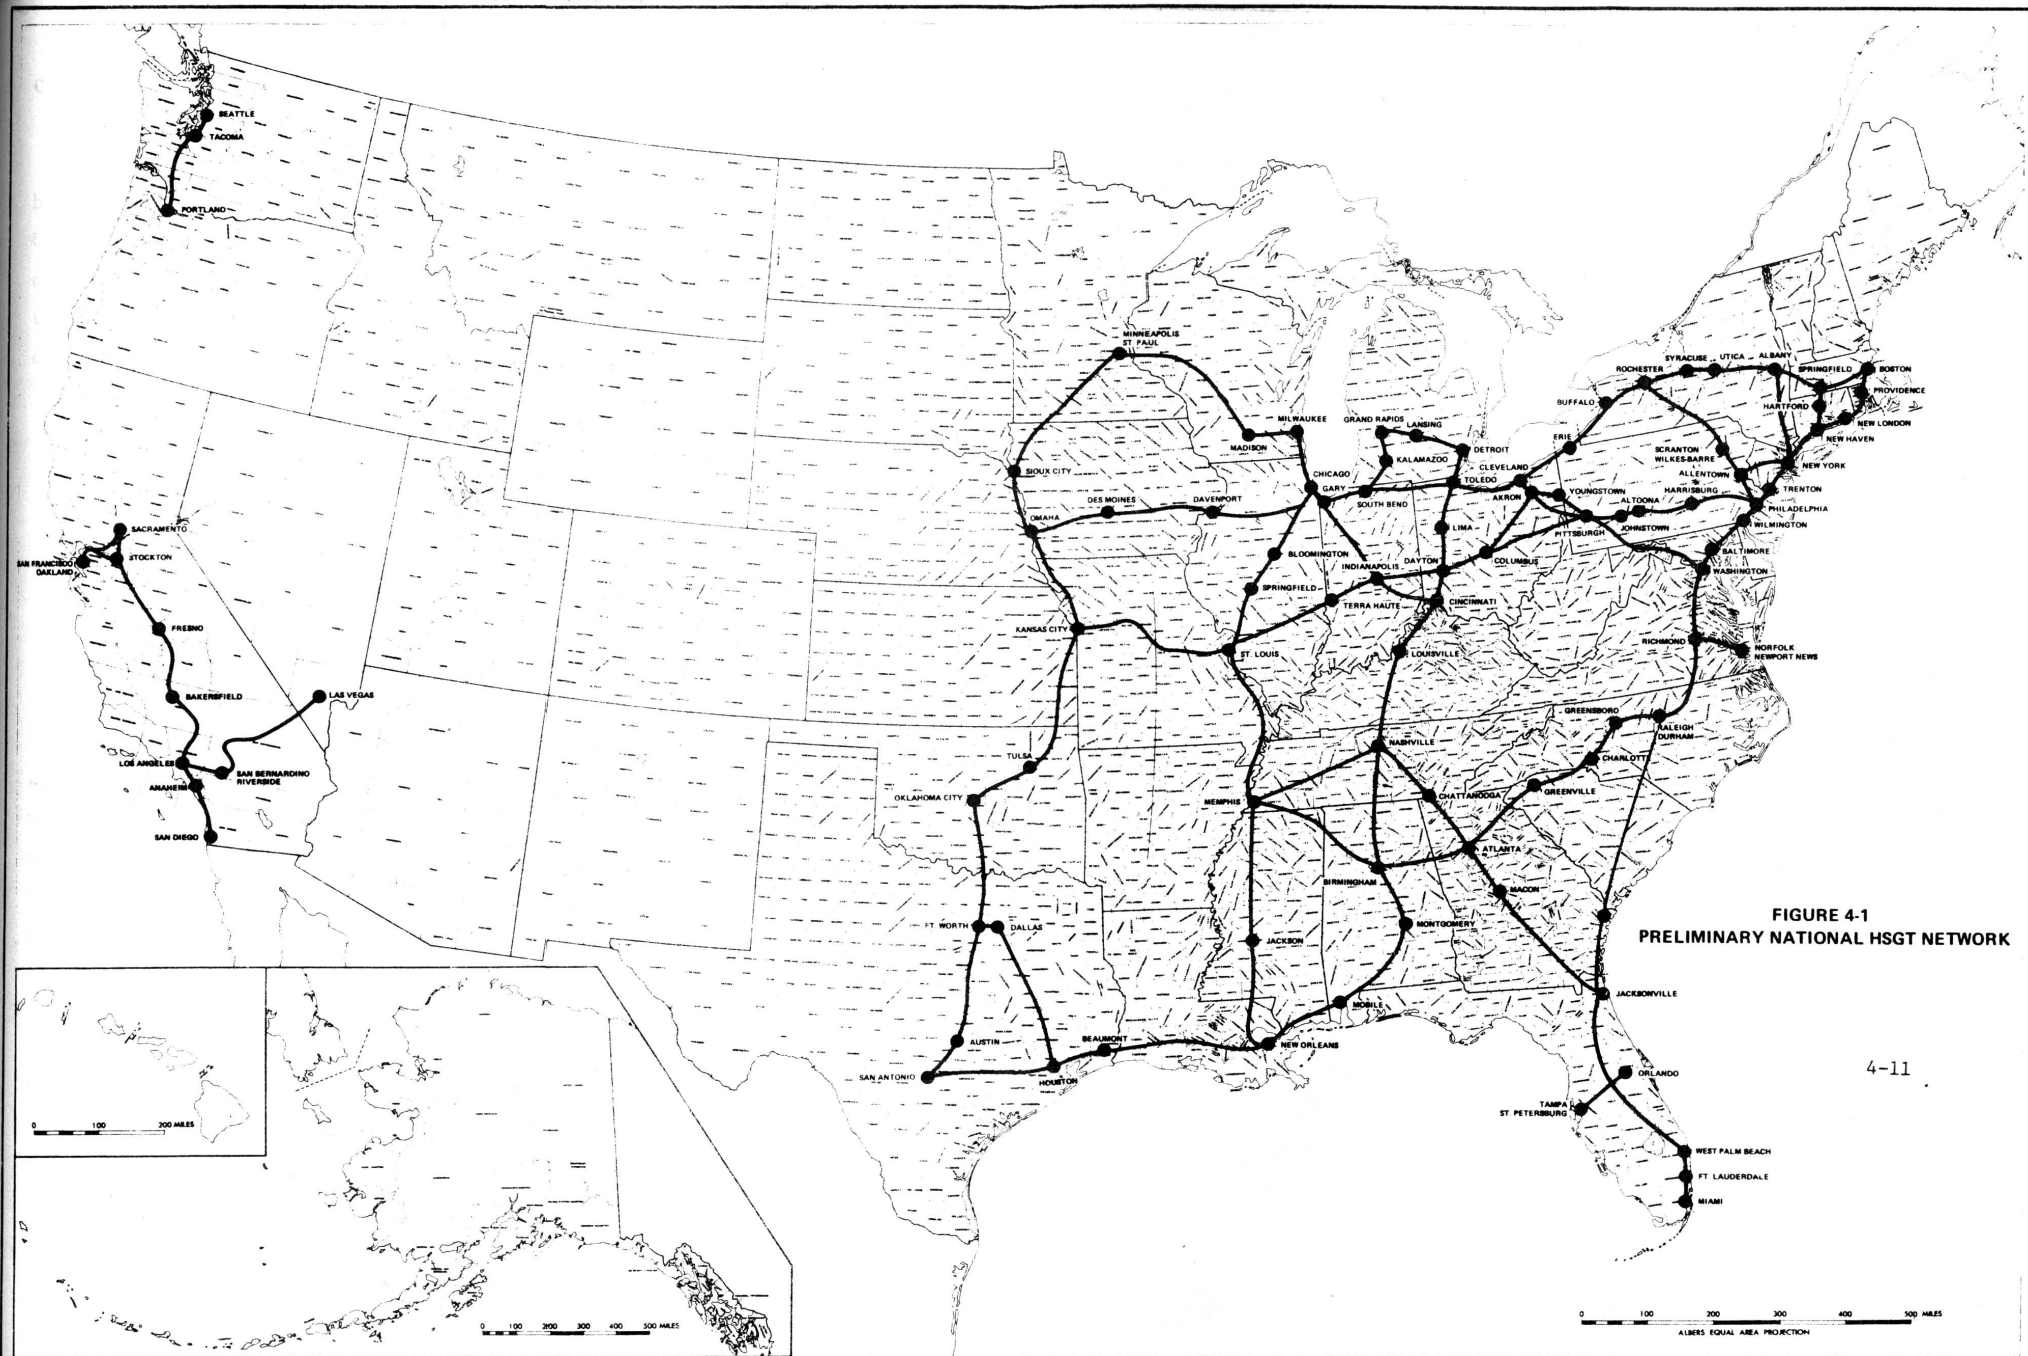 SEATTLE
TACOMA
PORTLAND
SACRAMENTO
SAN FRANCISCO
OAKLAND
STOCKTON
FRESNO
BAKERSFIELD
LAS VEGAS
LOS ANGELES
SAN BERNARDINO
RIVERSIDE
ANAHEIM
SAN DIEGO
MINNEAPOLIS
ST PAUL
MADISON
MILWAUKEE
GRAND RAPIDS
LANSING
KALAMAZOO
DETROIT
SIOUX CITY
OMAHA
DES MOINES
DAVENPORT
CHICAGO
GARY
SOUTH BEND
TOLEDO
CLEVELAND
AKRON
YOUNGSTOWN
ERIE
BUFFALO
ROCHESTER
SYRACUSE
UTICA
ALBANY
SPRINGFIELD
BOSTON
PROVIDENCE
HARTFORD
NEW LONDON
NEW HAVEN
NEW YORK
SCRANTON
WILKES-BARRE
ALLENTOWN
TRENTON
HARRISBURG
PHILADELPHIA
WILMINGTON
ALTOONA
JOHNSTOWN
PITTSBURGH
BALTIMORE
WASHINGTON
LIMA
DAYTON
COLUMBUS
BLOOMINGTON
INDIANAPOLIS
SPRINGFIELD
TERRA HAUTE
CINCINNATI
KANSAS CITY
ST. LOUIS
LOUISVILLE
RICHMOND
NORFOLK
NEWPORT NEWS
GREENSBORO
RALEIGH
DURHAM
CHARLOTTE
GREENVILLE
NASHVILLE
CHATTANOOGA
MEMPHIS
TULSA
OKLAHOMA CITY
ATLANTA
BIRMINGHAM
MACON
MONTGOMERY
FT. WORTH
DALLAS
JACKSON
MOBILE
JACKSONVILLE
AUSTIN
BEAUMONT
NEW ORLEANS
SAN ANTONIO
HOUSTON
ORLANDO
TAMPA
ST. PETERSBURG
WEST PALM BEACH
FT. LAUDERDALE
MIAMI
FIGURE 4-1
PRELIMINARY NATIONAL HSGT NETWORK
4-11
0 100 200 MILES
0 100 200 300 400 500 MILES
0 100 200 300 400 500 MILES
ALBERS EQUAL AREA PROJECTION